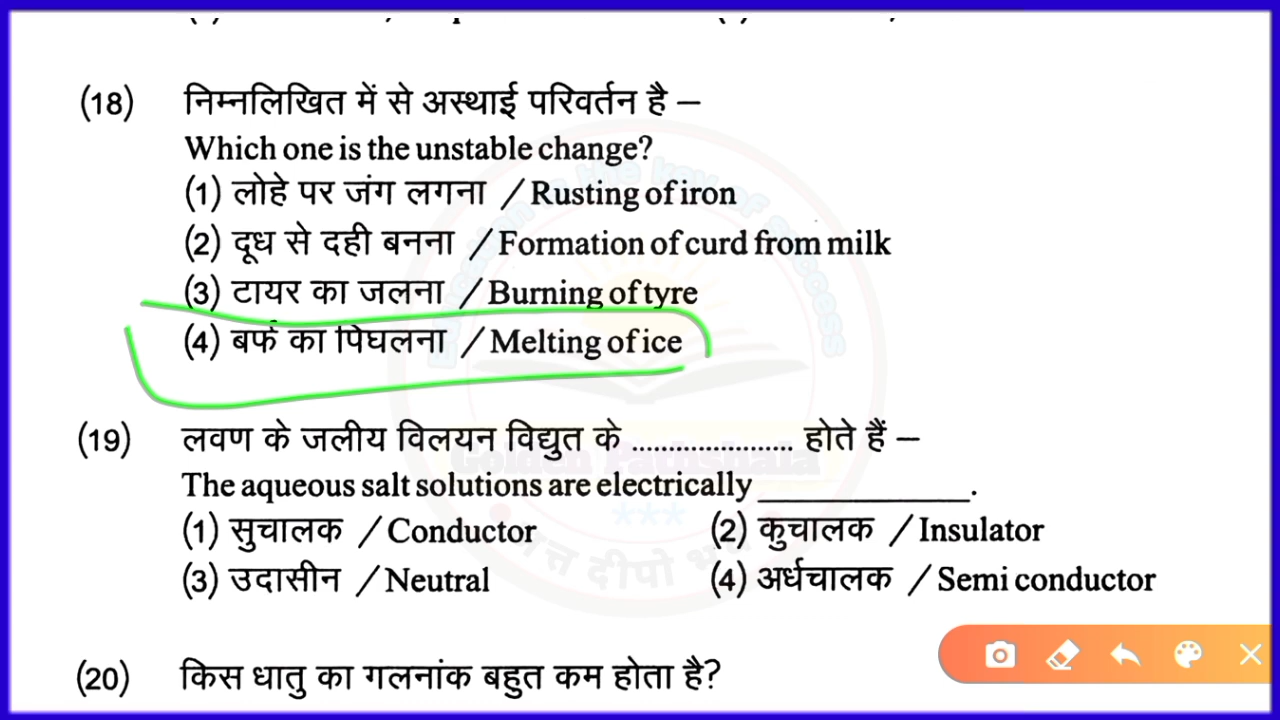 (18) निम्नलिखित में से अस्थाई परिवर्तन है –
Which one is the unstable change?
(1) लोहे पर जंग लगना / Rusting of iron
(2) दूध से दही बनना / Formation of curd from milk
(3) टायर का जलना / Burning of tyre
(4) बर्फ का पिघलना / Melting of ice
(19) लवण के जलीय विलयन विद्युत के ...................... होते हैं –
The aqueous salt solutions are electrically ______________.
(1) सुचालक / Conductor (2) कुचालक / Insulator
(3) उदासीन / Neutral (4) अर्धचालक / Semi conductor
(20) किस धातु का गलनांक बहुत कम होता है?